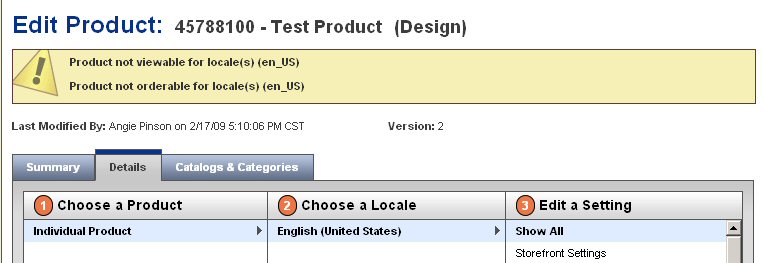 Edit Product: 45788100 - Test Product (Design)
Product not viewable for locale(s) (en_US)
Product not orderable for locale(s) (en_US)
Last Modified By: Angie Pinson on 2/17/09 5:10:06 PM CST Version: 2
Summary Details Catalogs & Categories
1 Choose a Product 2 Choose a Locale 3 Edit a Setting
Individual Product English (United States) Show All
Storefront Settings